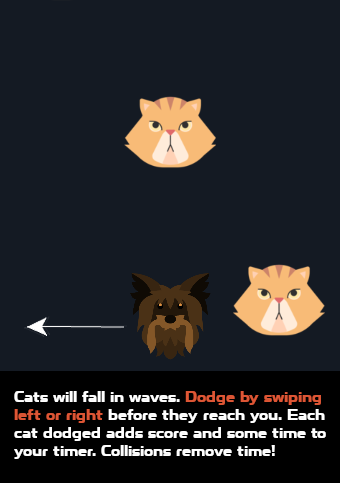 Cats will fall in waves. Dodge by swiping
left or right before they reach you. Each
cat dodged adds score and some time to
your timer. Collisions remove time!